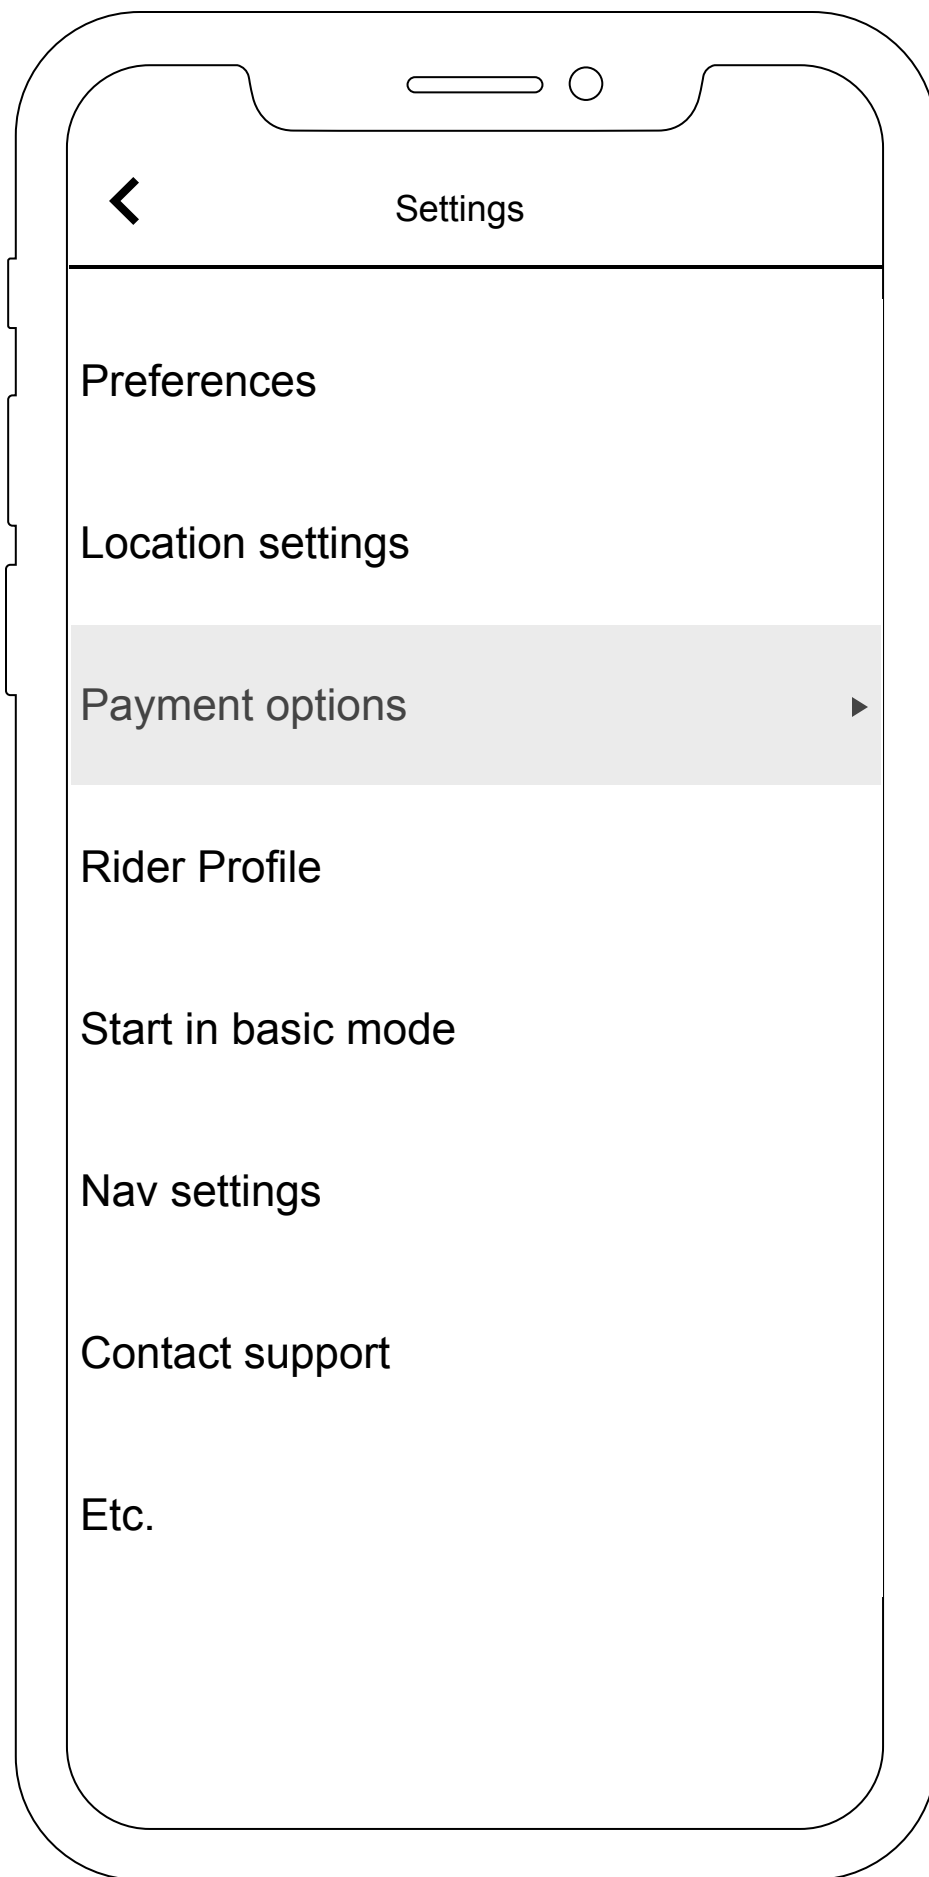 Settings
Preferences
Location settings
Payment options
Rider Profile
Start in basic mode
Nav settings
Contact support
Etc.